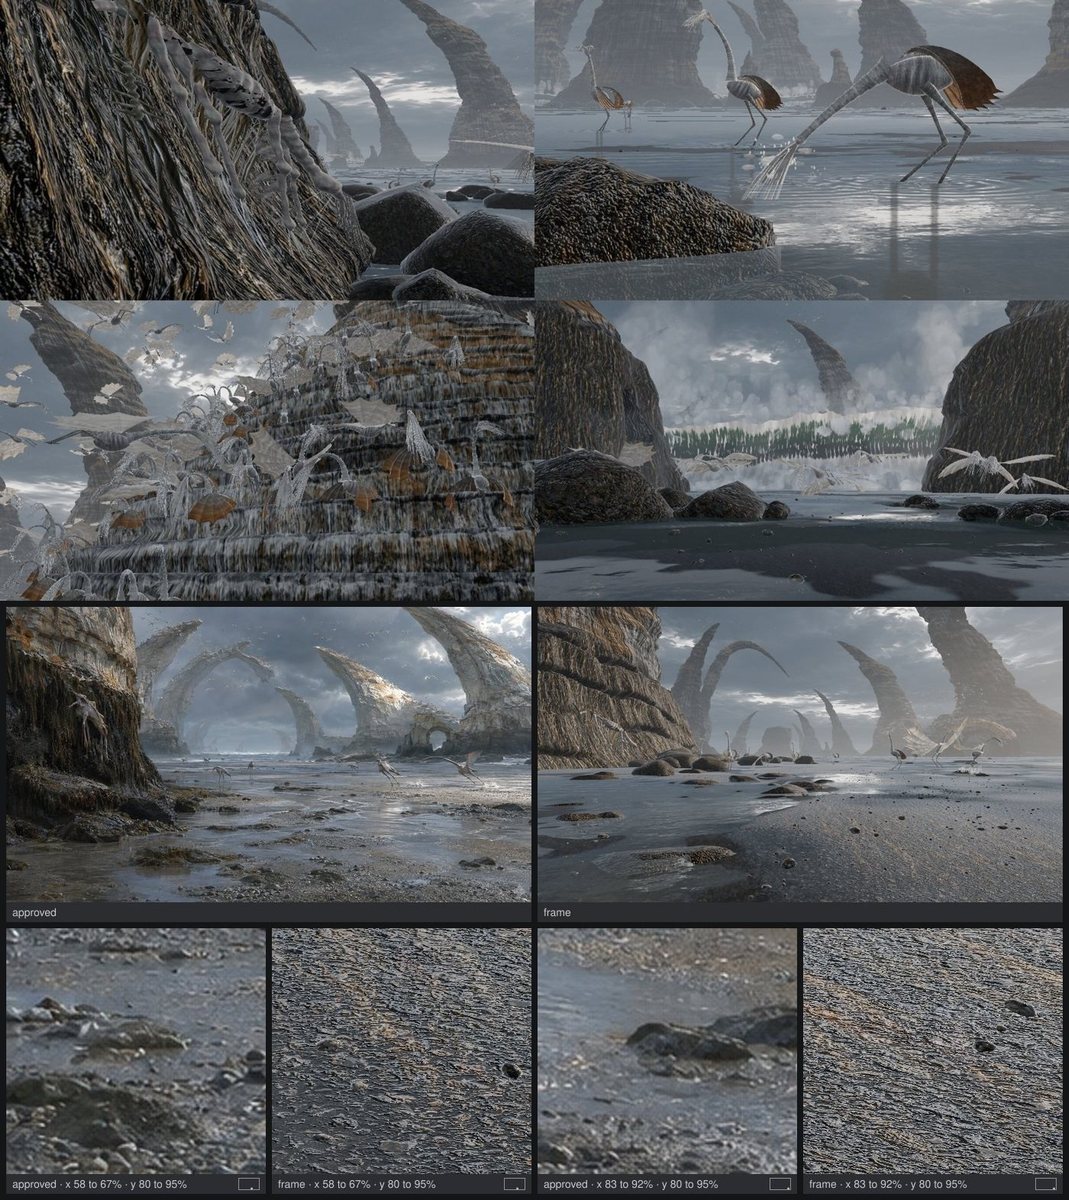 approved
frame
approved · x 58 to 67% · y 80 to 95%
frame · x 58 to 67% · y 80 to 95%
approved · x 83 to 92% · y 80 to 95%
frame · x 83 to 92% · y 80 to 95%